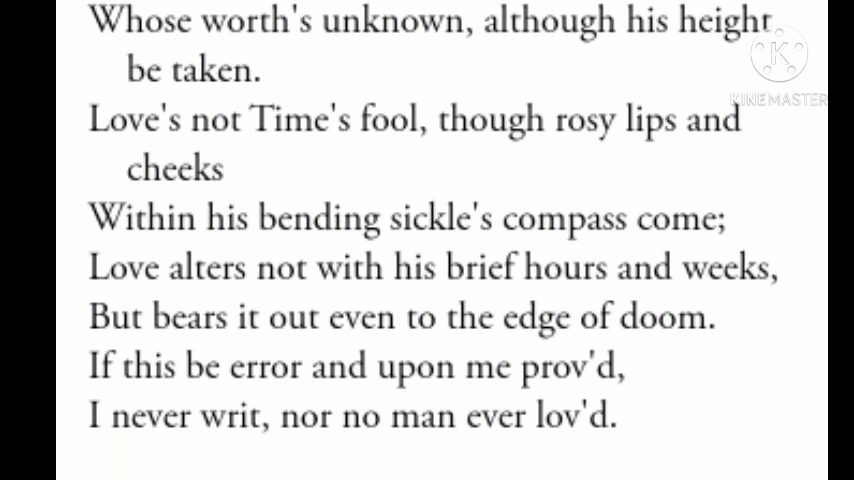 Whose worth's unknown, although his height
be taken.
K
KINEMASTER
Love's not Time's fool, though rosy lips and
cheeks
Within his bending sickle's compass come;
Love alters not with his brief hours and weeks,
But bears it out even to the edge of doom.
If this be error and upon me prov'd,
I never writ, nor no man ever lov'd.